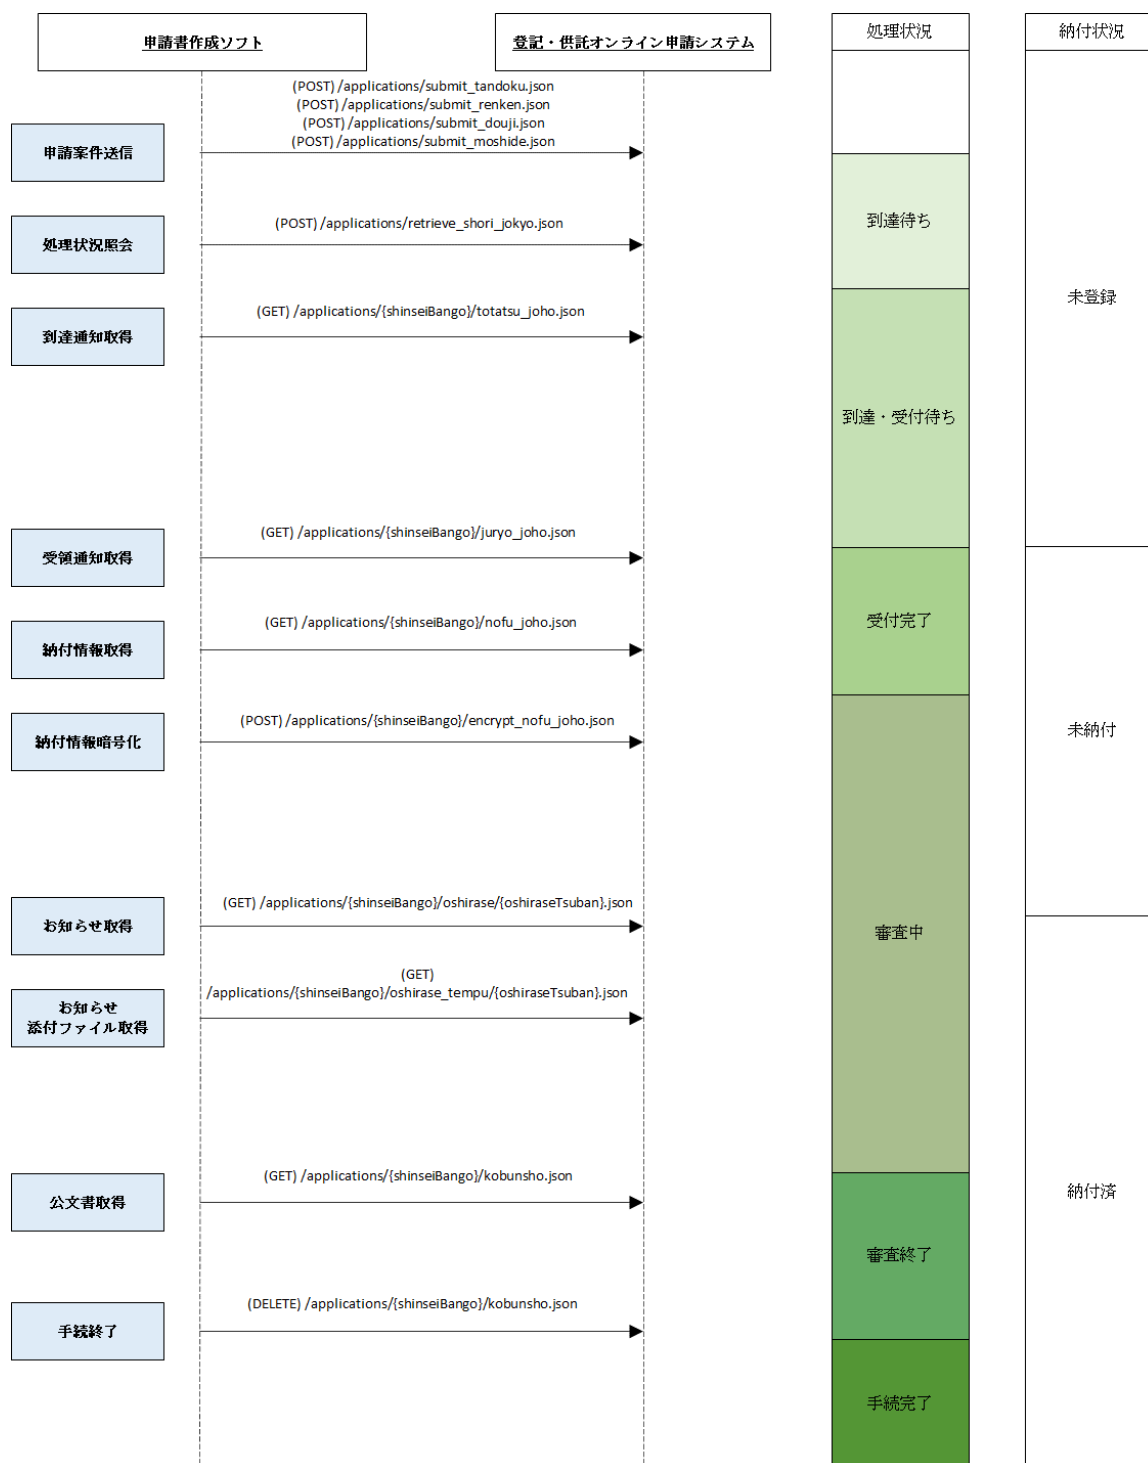 申請書作成ソフト
登記・供託オンライン申請システム
処理状況
納付状況
(POST) /applications/submit_tandoku.json
(POST) /applications/submit_renken.json
(POST) /applications/submit_douji.json
(POST) /applications/submit_moshide.json
申請案件送信
到達待ち
(POST) /applications/retrieve_shori_jokyo.json
処理状況照会
未登録
(GET) /applications/{shinseiBango}/totatsu_joho.json
到達通知取得
到達・受付待ち
(GET) /applications/{shinseiBango}/juryo_joho.json
受領通知取得
受付完了
(GET) /applications/{shinseiBango}/nofu_joho.json
納付情報取得
(POST) /applications/{shinseiBango}/encrypt_nofu_joho.json
納付情報暗号化
未納付
(GET) /applications/{shinseiBango}/oshirase/{oshiraseTsuban}.json
お知らせ取得
審査中
(GET)
/applications/{shinseiBango}/oshirase_tempu/{oshiraseTsuban}.json
お知らせ
添付ファイル取得
(GET) /applications/{shinseiBango}/kobunsho.json
公文書取得
納付済
審査終了
(DELETE) /applications/{shinseiBango}/kobunsho.json
手続終了
手続完了